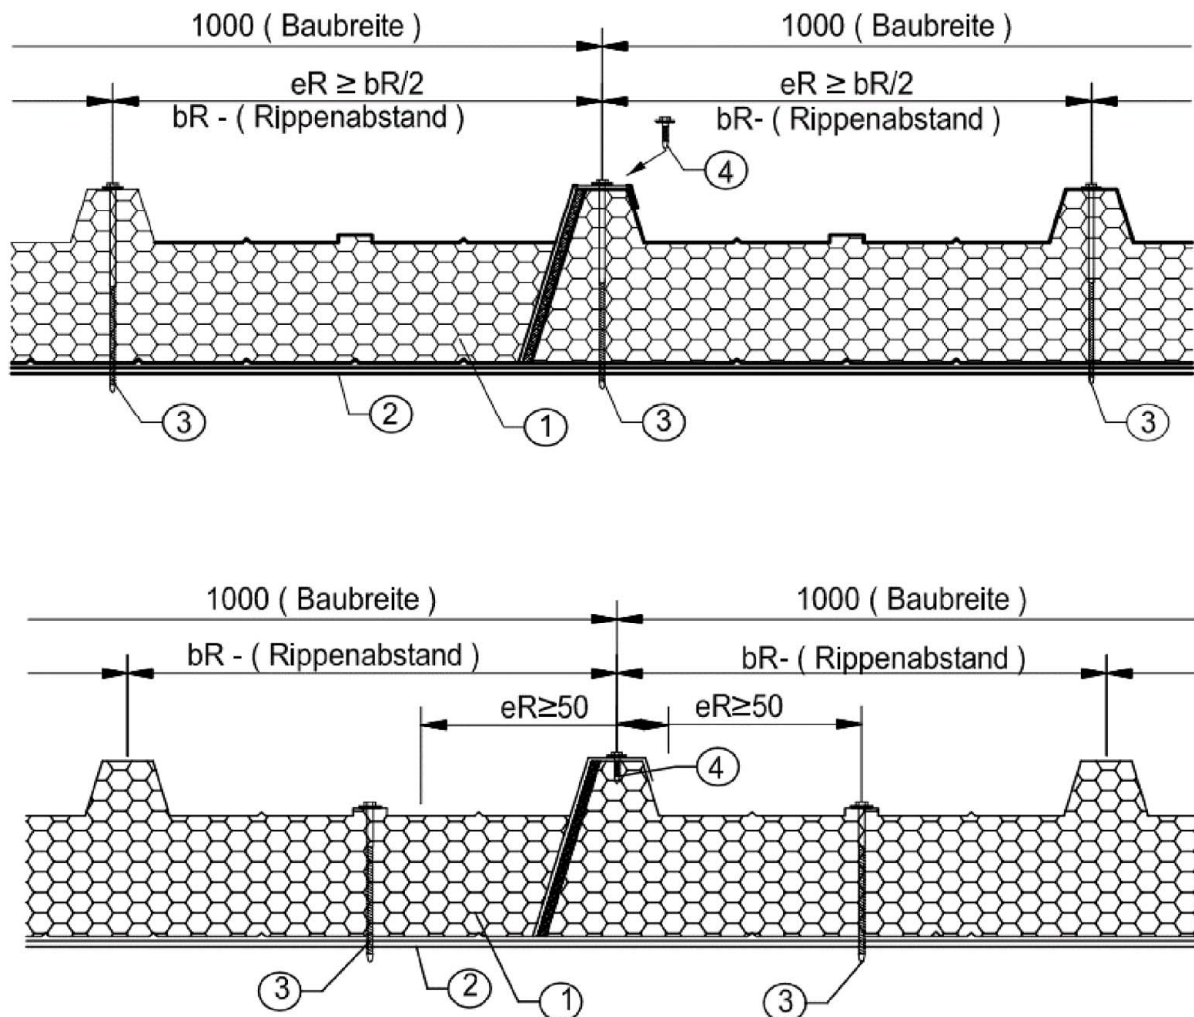 1000 ( Baubreite )
1000 ( Baubreite )
eR ≥ bR/2
eR ≥ bR/2
bR - ( Rippenabstand )
bR- ( Rippenabstand )
4
3
2
1
3
3
1000 ( Baubreite )
1000 ( Baubreite )
bR - ( Rippenabstand )
bR- ( Rippenabstand )
eR≥50
eR≥50
4
3
2
1
3